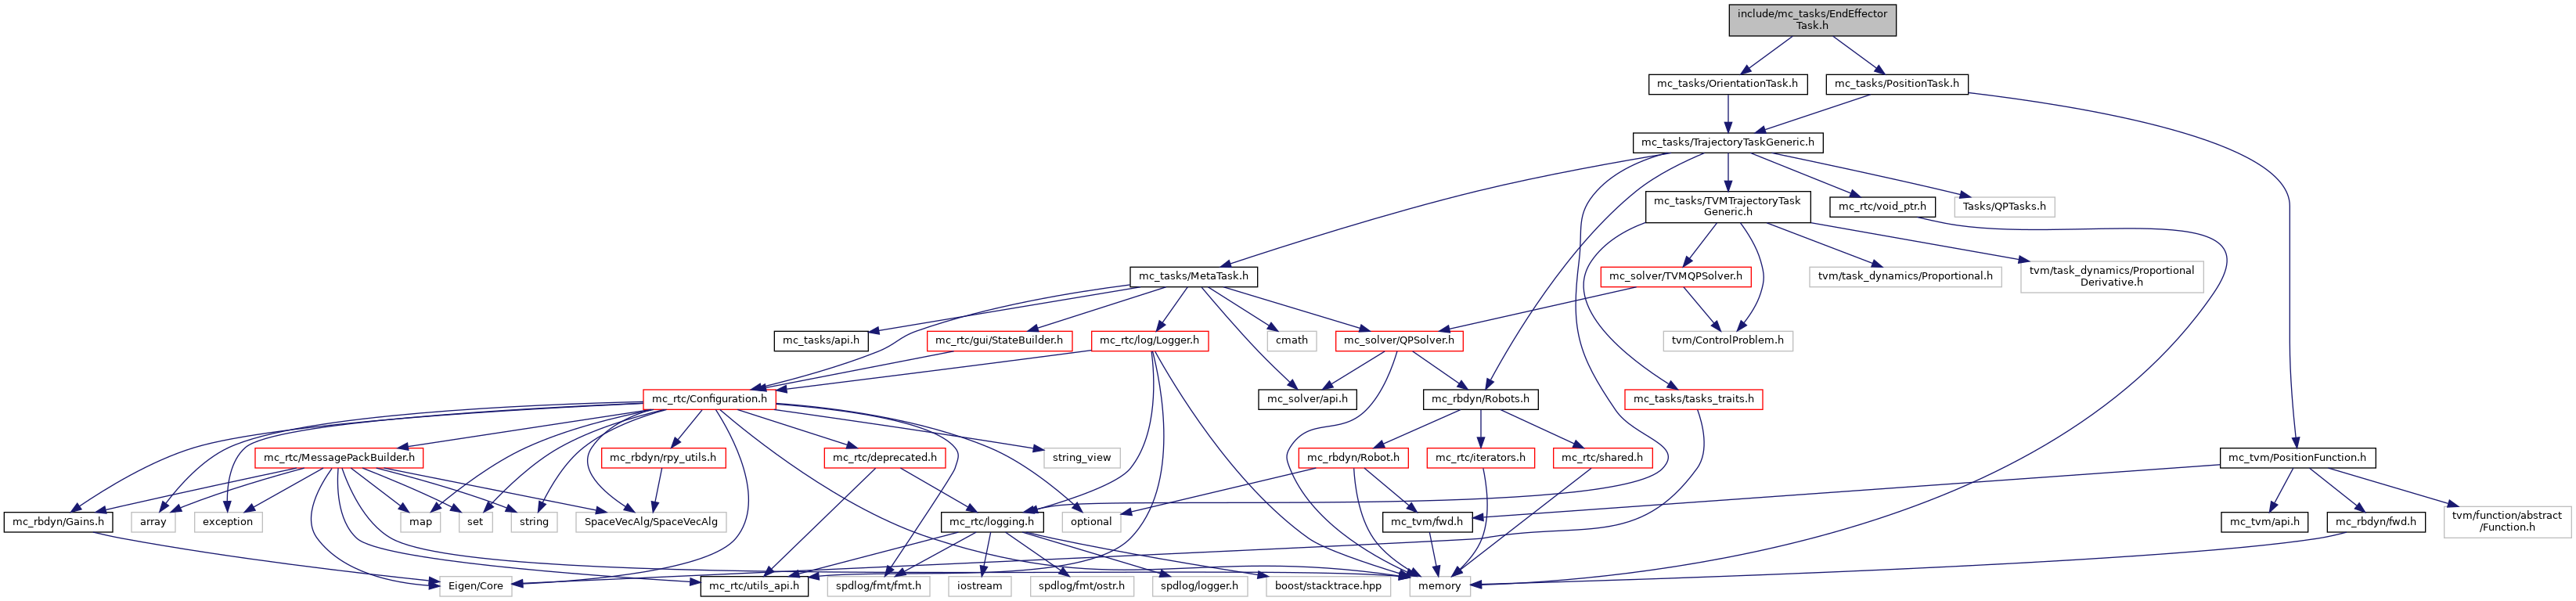 include/mc_tasks/EndEffector
Task.h
mc_tasks/OrientationTask.h
mc_tasks/PositionTask.h
mc_tasks/TrajectoryTaskGeneric.h
mc_tasks/TVMTrajectoryTask
Generic.h
mc_rtc/void_ptr.h
Tasks/QPTasks.h
mc_tasks/MetaTask.h
mc_solver/TVMQPSolver.h
tvm/task_dynamics/Proportional.h
tvm/task_dynamics/Proportional
Derivative.h
mc_tasks/api.h
mc_rtc/gui/StateBuilder.h
mc_rtc/log/Logger.h
cmath
mc_solver/QPSolver.h
tvm/ControlProblem.h
mc_rtc/Configuration.h
mc_solver/api.h
mc_rbdyn/Robots.h
mc_tasks/tasks_traits.h
mc_rtc/MessagePackBuilder.h
mc_rbdyn/rpy_utils.h
mc_rtc/deprecated.h
string_view
mc_rbdyn/Robot.h
mc_rtc/iterators.h
mc_rtc/shared.h
mc_tvm/PositionFunction.h
mc_rbdyn/Gains.h
array
exception
map
set
string
SpaceVecAlg/SpaceVecAlg
mc_rtc/logging.h
optional
mc_tvm/fwd.h
mc_tvm/api.h
mc_rbdyn/fwd.h
tvm/function/abstract
/Function.h
Eigen/Core
mc_rtc/utils_api.h
spdlog/fmt/fmt.h
iostream
spdlog/fmt/ostr.h
spdlog/logger.h
boost/stacktrace.hpp
memory